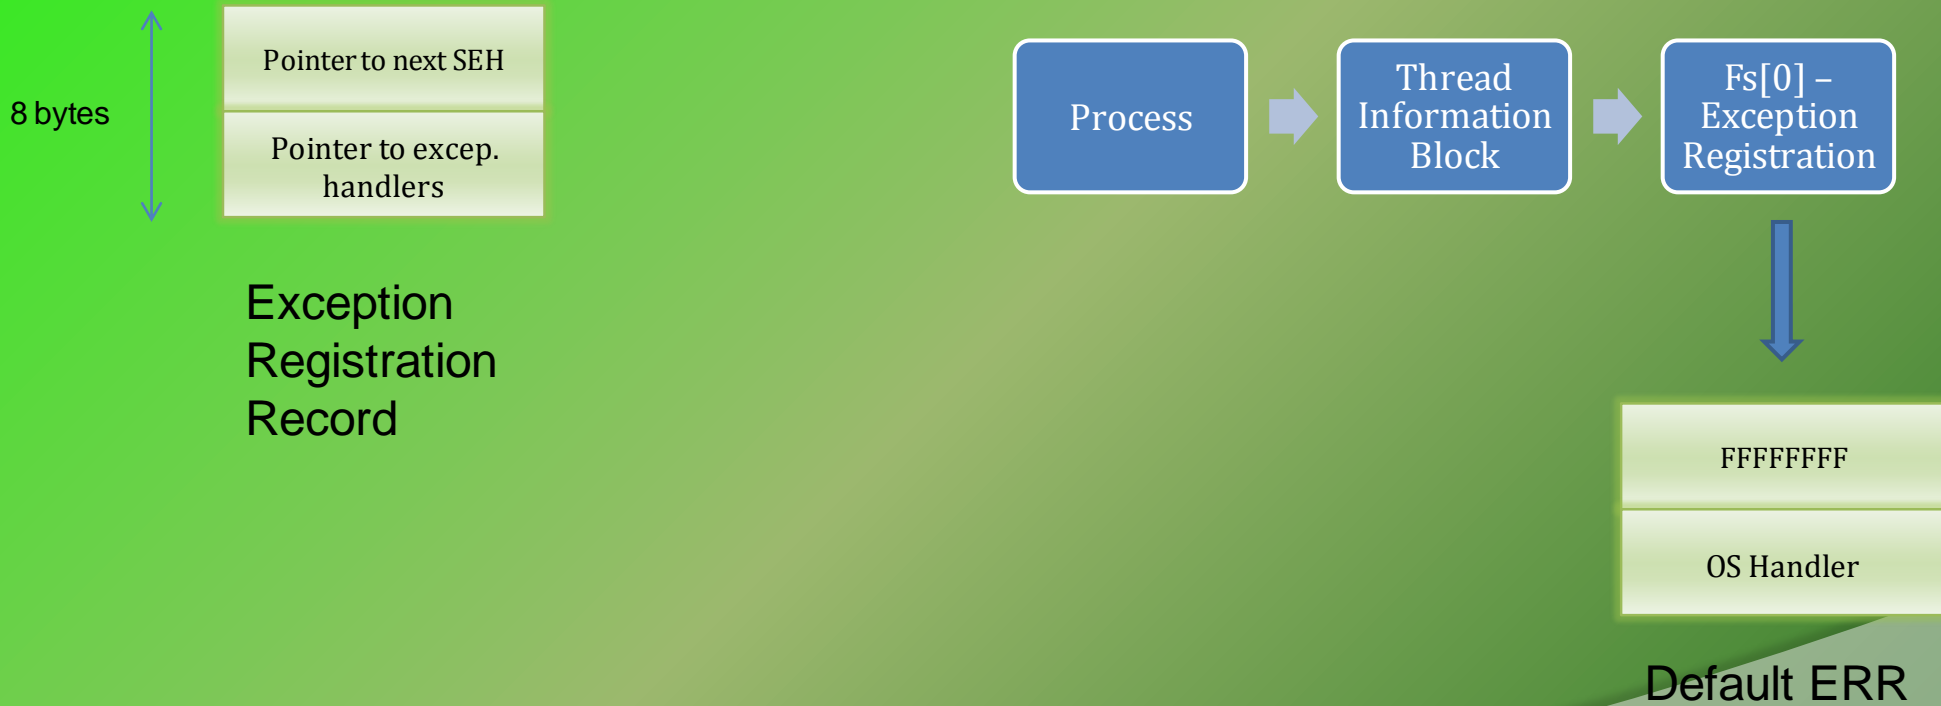 Pointer to next SEH
8 bytes
Pointer to excep.
handlers
Exception
Registration
Record
Process
Thread
Information
Block
Fs[0] –
Exception
Registration
FFFFFFFF
OS Handler
Default ERR